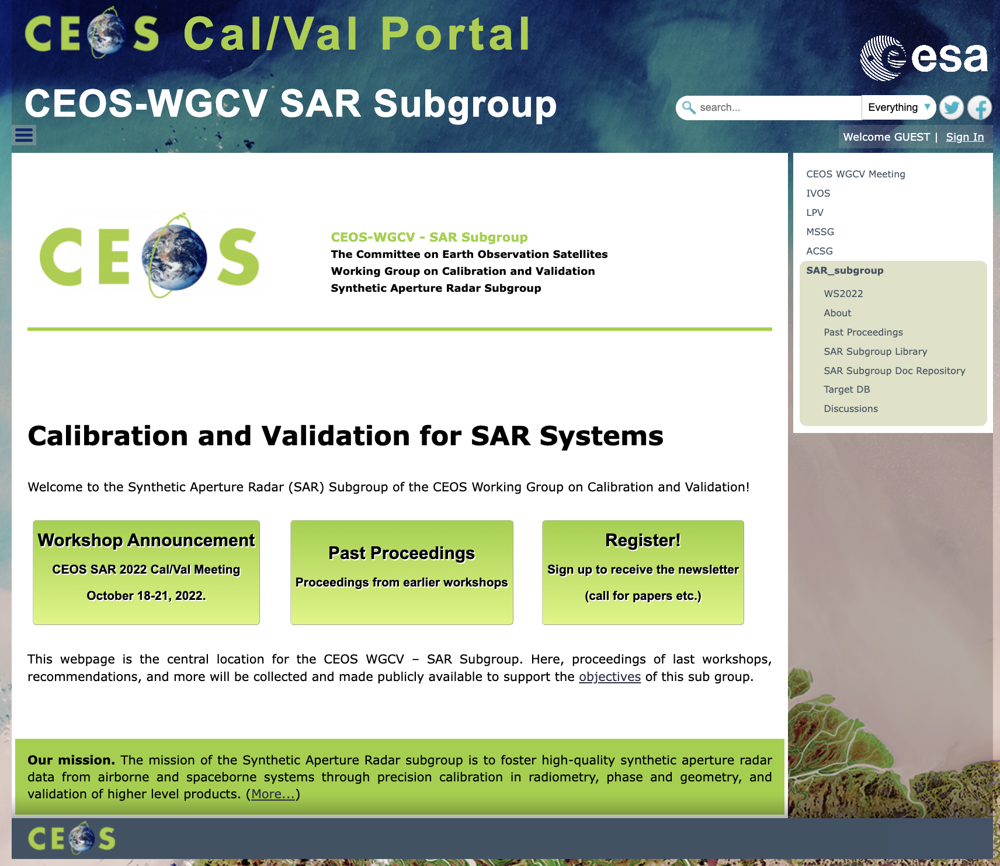 CEOS Cal/Val Portal
esa
CEOS-WGCV SAR Subgroup
search...
Everything
Welcome GUEST | Sign In
CEOS WGCV Meeting
IVOS
LPV
MSSG
ACSG
SAR_subgroup
WS2022
About
Past Proceedings
SAR Subgroup Library
SAR Subgroup Doc Repository
Target DB
Discussions
CEOS
CEOS-WGCV - SAR Subgroup
The Committee on Earth Observation Satellites
Working Group on Calibration and Validation
Synthetic Aperture Radar Subgroup
Calibration and Validation for SAR Systems
Welcome to the Synthetic Aperture Radar (SAR) Subgroup of the CEOS Working Group on Calibration and Validation!
Workshop Announcement
CEOS SAR 2022 Cal/Val Meeting
October 18-21, 2022.
Past Proceedings
Proceedings from earlier workshops
Register!
Sign up to receive the newsletter
(call for papers etc.)
This webpage is the central location for the CEOS WGCV – SAR Subgroup. Here, proceedings of last workshops,
recommendations, and more will be collected and made publicly available to support the objectives of this sub group.
Our mission. The mission of the Synthetic Aperture Radar subgroup is to foster high-quality synthetic aperture radar
data from airborne and spaceborne systems through precision calibration in radiometry, phase and geometry, and
validation of higher level products. (More...)
CEOS